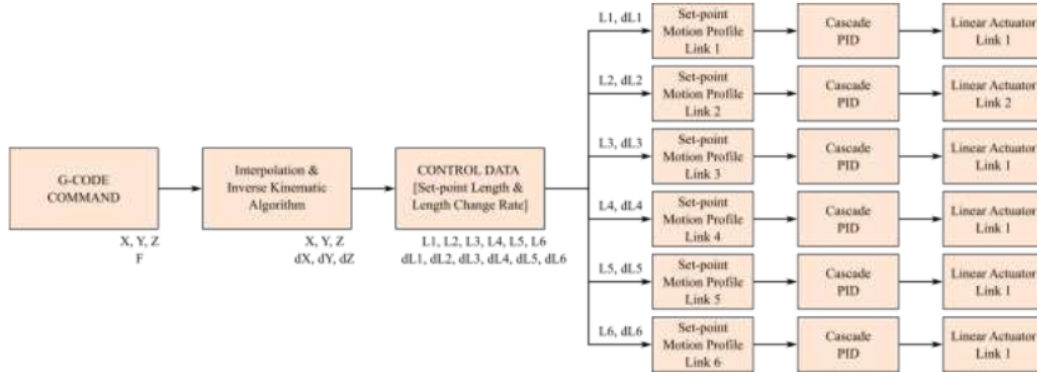 G-CODE
COMMAND
X, Y, Z
F
Interpolation &
Inverse Kinematic
Algorithm
X, Y, Z
dX, dY, dZ
CONTROL DATA
[Set-point Length &
Length Change Rate]
L1, L2, L3, L4, L5, L6
dL1, dL2, dL3, dL4, dL5, dL6
L1, dL1
Set-point
Motion Profile
Link 1
Cascade
PID
Linear Actuator
Link 1
L2, dL2
Set-point
Motion Profile
Link 2
Cascade
PID
Linear Actuator
Link 2
L3, dL3
Set-point
Motion Profile
Link 3
Cascade
PID
Linear Actuator
Link 1
L4, dL4
Set-point
Motion Profile
Link 4
Cascade
PID
Linear Actuator
Link 1
L5, dL5
Set-point
Motion Profile
Link 5
Cascade
PID
Linear Actuator
Link 1
L6, dL6
Set-point
Motion Profile
Link 6
Cascade
PID
Linear Actuator
Link 1